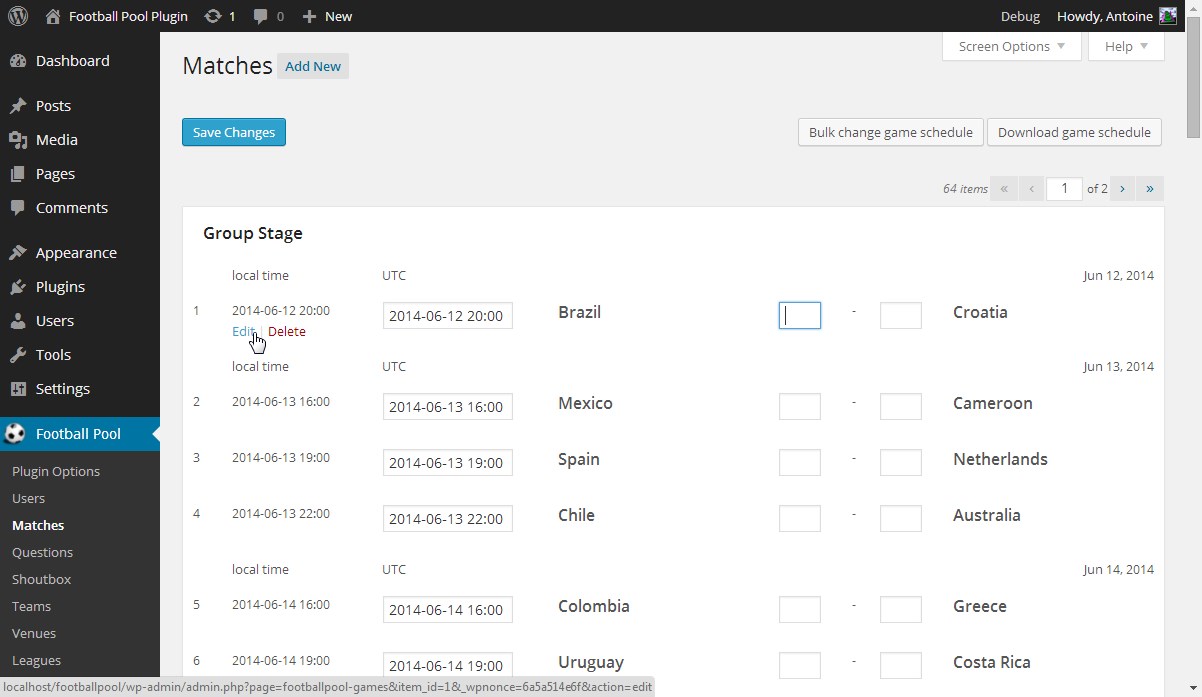 Football Pool Plugin 1 0 New Debug Howdy, Antoine
Screen Options Help
Matches Add New
Save Changes Bulk change game schedule Download game schedule
64 items « ‹ 1 of 2 › »
Dashboard
Posts
Media
Pages
Comments
Appearance
Plugins
Users
Tools
Settings
Football Pool
Plugin Options
Users
Matches
Questions
Shoutbox
Teams
Venues
Leagues
Group Stage
local time UTC Jun 12, 2014
1 2014-06-12 20:00 2014-06-12 20:00 Brazil - Croatia
Edit | Delete
local time UTC Jun 13, 2014
2 2014-06-13 16:00 2014-06-13 16:00 Mexico - Cameroon
3 2014-06-13 19:00 2014-06-13 19:00 Spain - Netherlands
4 2014-06-13 22:00 2014-06-13 22:00 Chile - Australia
local time UTC Jun 14, 2014
5 2014-06-14 16:00 2014-06-14 16:00 Colombia - Greece
6 2014-06-14 19:00 2014-06-14 19:00 Uruguay - Costa Rica
localhost/footballpool/wp-admin/admin.php?page=footballpool-games&item_id=1&_wpnonce=6a5a514e6f&action=edit